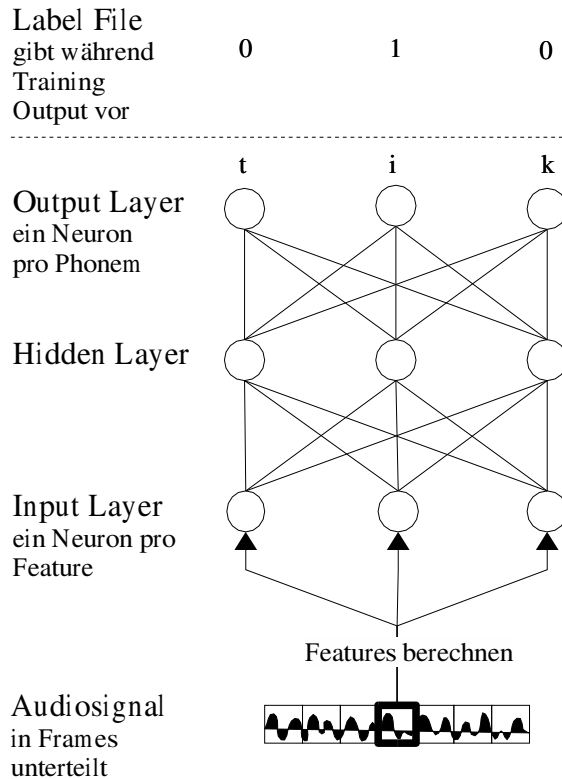 Label File
gibt während 0 1 0
Training
Output vor
t i k
Output Layer
ein Neuron
pro Phonem
Hidden Layer
Input Layer
ein Neuron pro
Feature
Features berechnen
Audiosignal
in Frames
unterteilt